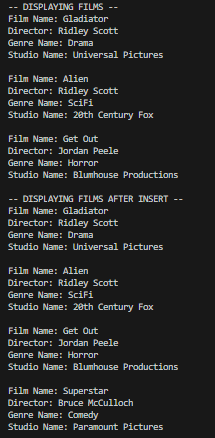 -- DISPLAYING FILMS --
Film Name: Gladiator
Director: Ridley Scott
Genre Name: Drama
Studio Name: Universal Pictures

Film Name: Alien
Director: Ridley Scott
Genre Name: SciFi
Studio Name: 20th Century Fox

Film Name: Get Out
Director: Jordan Peele
Genre Name: Horror
Studio Name: Blumhouse Productions

-- DISPLAYING FILMS AFTER INSERT --
Film Name: Gladiator
Director: Ridley Scott
Genre Name: Drama
Studio Name: Universal Pictures

Film Name: Alien
Director: Ridley Scott
Genre Name: SciFi
Studio Name: 20th Century Fox

Film Name: Get Out
Director: Jordan Peele
Genre Name: Horror
Studio Name: Blumhouse Productions

Film Name: Superstar
Director: Bruce McCulloch
Genre Name: Comedy
Studio Name: Paramount Pictures